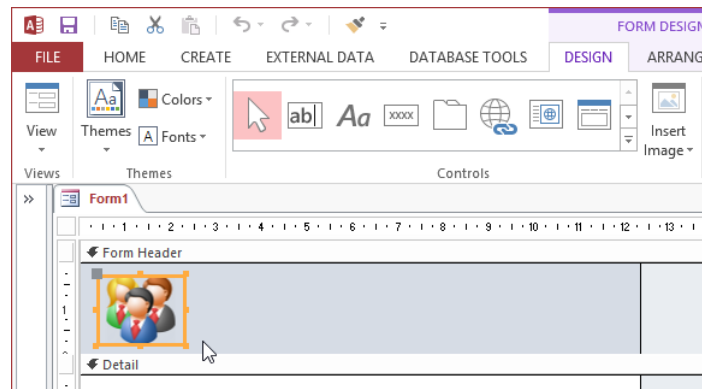 FORM DESIGN
FILE HOME CREATE EXTERNAL DATA DATABASE TOOLS DESIGN ARRANG
View
Views
Aa
Themes
Colors
A Fonts
Themes
ab
Aa
xxxx
Controls
Insert
Image
Form1
1 2 3 4 5 6 7 8 9 10 11 12 13
Form Header
1
Detail